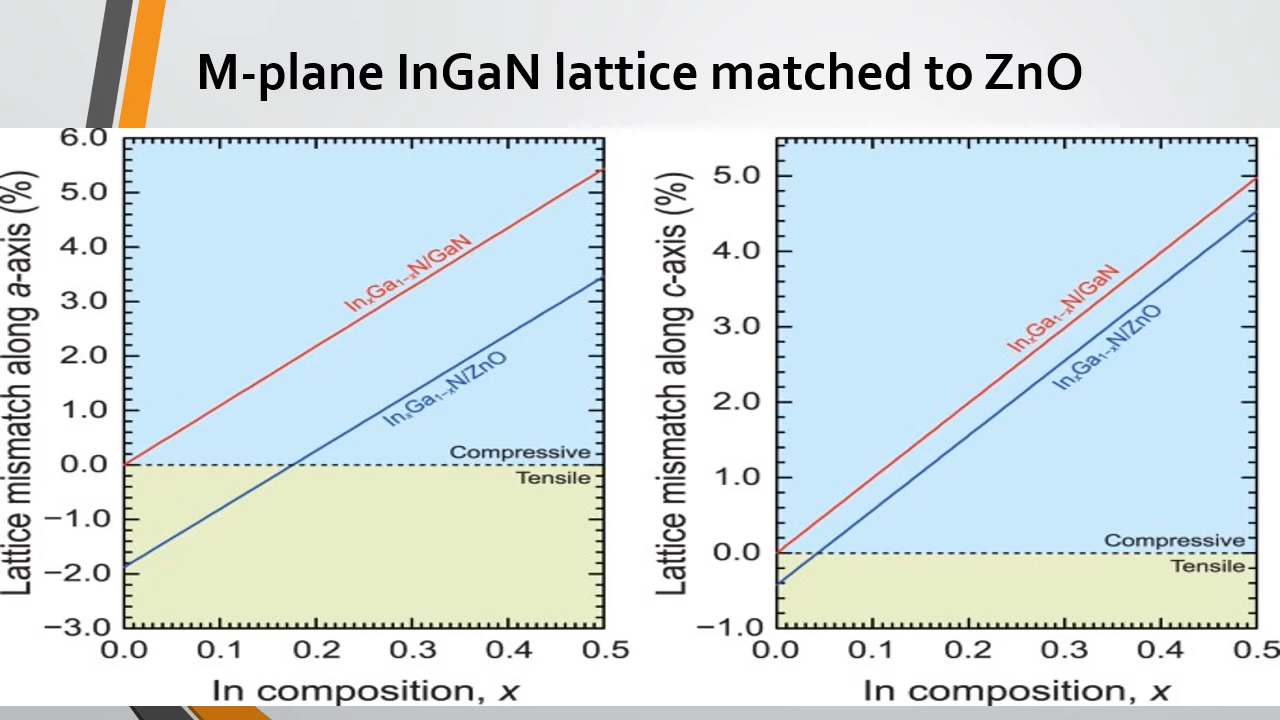 M-plane InGaN lattice matched to ZnO
Lattice mismatch along a-axis (%)
6.0
5.0
4.0
3.0
2.0
1.0
0.0
−1.0
−2.0
−3.0
InₓGa₁₋ₓN/GaN
InₓGa₁₋ₓN/ZnO
Compressive
Tensile
0.0 0.1 0.2 0.3 0.4 0.5
In composition, x
Lattice mismatch along c-axis (%)
5.0
4.0
3.0
2.0
1.0
0.0
−1.0
InₓGa₁₋ₓN/GaN
InₓGa₁₋ₓN/ZnO
Compressive
Tensile
0.0 0.1 0.2 0.3 0.4 0.5
In composition, x